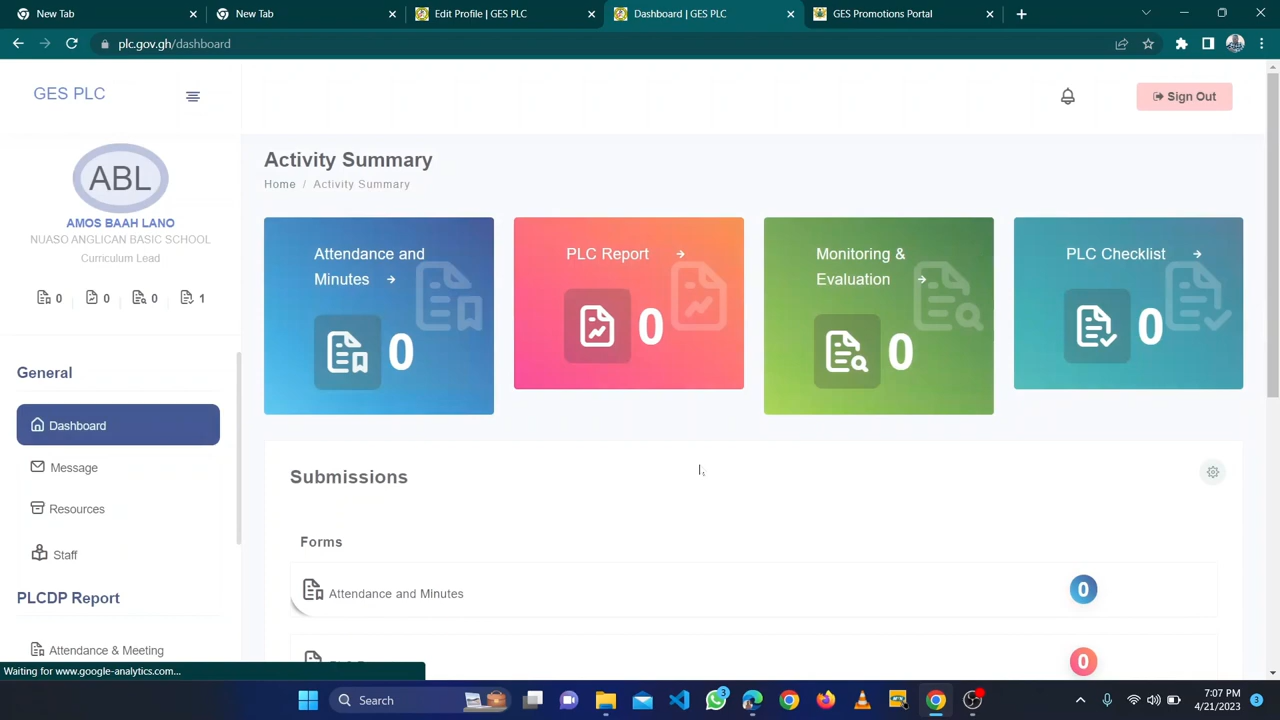 New Tab
New Tab
Edit Profile | GES PLC
Dashboard | GES PLC
GES Promotions Portal
plc.gov.gh/dashboard
GES PLC
Sign Out
ABL
AMOS BAAH LANO
NUASO ANGLICAN BASIC SCHOOL
Curriculum Lead
0
0
0
1
Activity Summary
Home / Activity Summary
Attendance and
Minutes
0
PLC Report
0
Monitoring &
Evaluation
0
PLC Checklist
0
General
Dashboard
Message
Resources
Staff
PLCDP Report
Attendance & Meeting
Submissions
Forms
Attendance and Minutes
0
0
Waiting for www.google-analytics.com...
Search
3
7:07 PM
4/21/2023
3